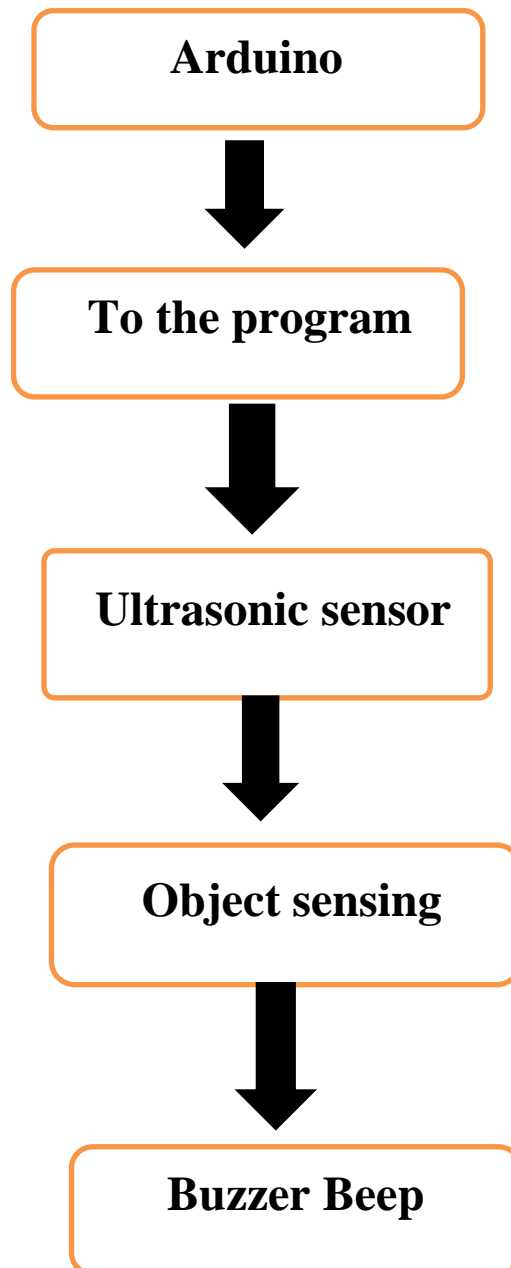 Arduino
To the program
Ultrasonic sensor
Object sensing
Buzzer Beep